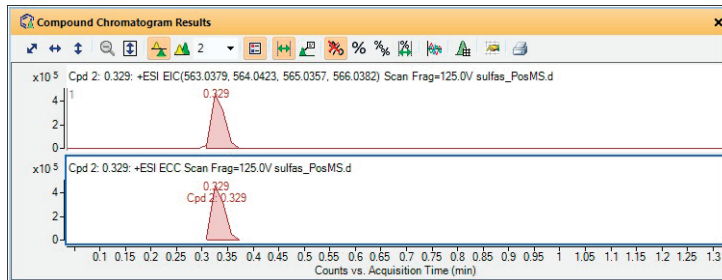 Compound Chromatogram Results
2
x10 5 Cpd 2: 0.329: +ESI EIC(563.0379, 564.0423, 565.0357, 566.0382) Scan Frag=125.0V sulfas_PosMS.d
1
0.329
4
2
0
x10 5 Cpd 2: 0.329: +ESI ECC Scan Frag=125.0V sulfas_PosMS.d
0.329
Cpd 2: 0.329
4
2
0
0.1 0.15 0.2 0.25 0.3 0.35 0.4 0.45 0.5 0.55 0.6 0.65 0.7 0.75 0.8 0.85 0.9 0.95 1 1.05 1.1 1.15 1.2 1.25 1.3
Counts vs. Acquisition Time (min)